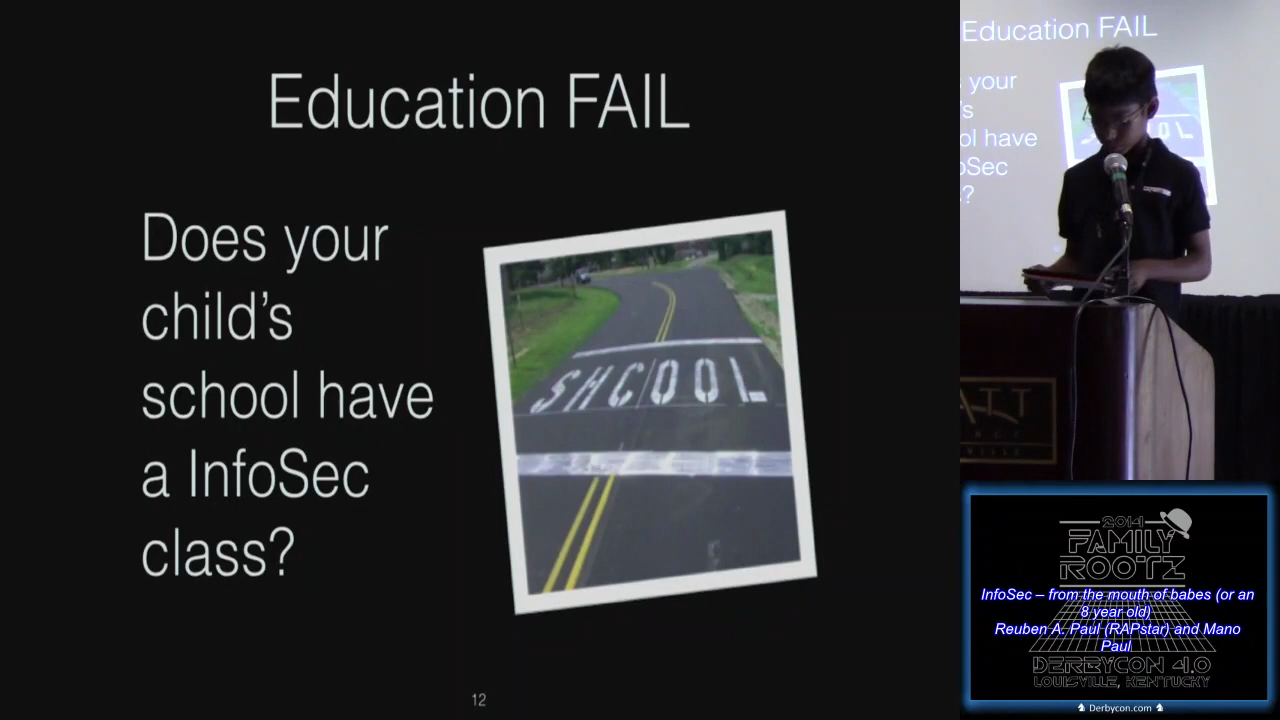 Education FAIL
Does your
child's
school have
a InfoSec
class?
SHCOOL
12
Education FAIL
your
's
ol have
oSec
?
OL
ATT
2014
FAMILY
ROOTZ
InfoSec – from the mouth of babes (or an
8 year old)
Reuben A. Paul (RAPstar) and Mano
Paul
DERBYCON 4.0
LOUISVILLE, KENTUCKY
Derbycon.com